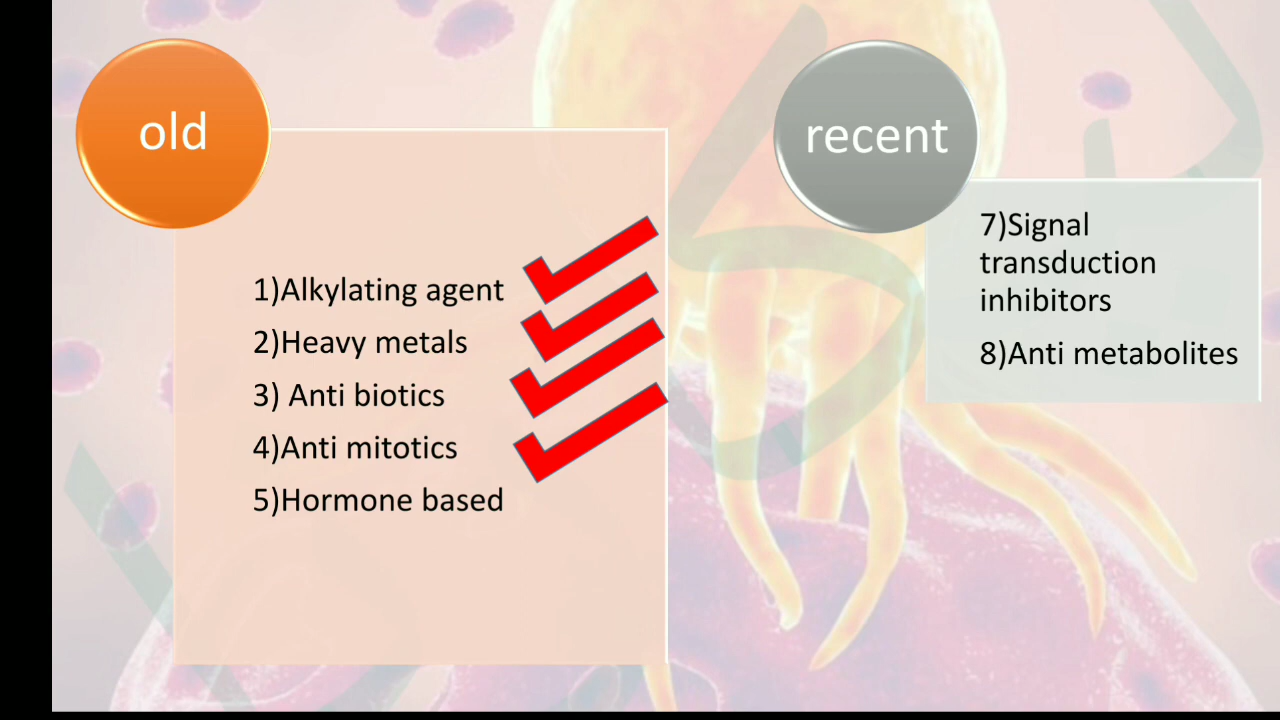 old
1)Alkylating agent
2)Heavy metals
3) Anti biotics
4)Anti mitotics
5)Hormone based
recent
7)Signal
transduction
inhibitors
8)Anti metabolites